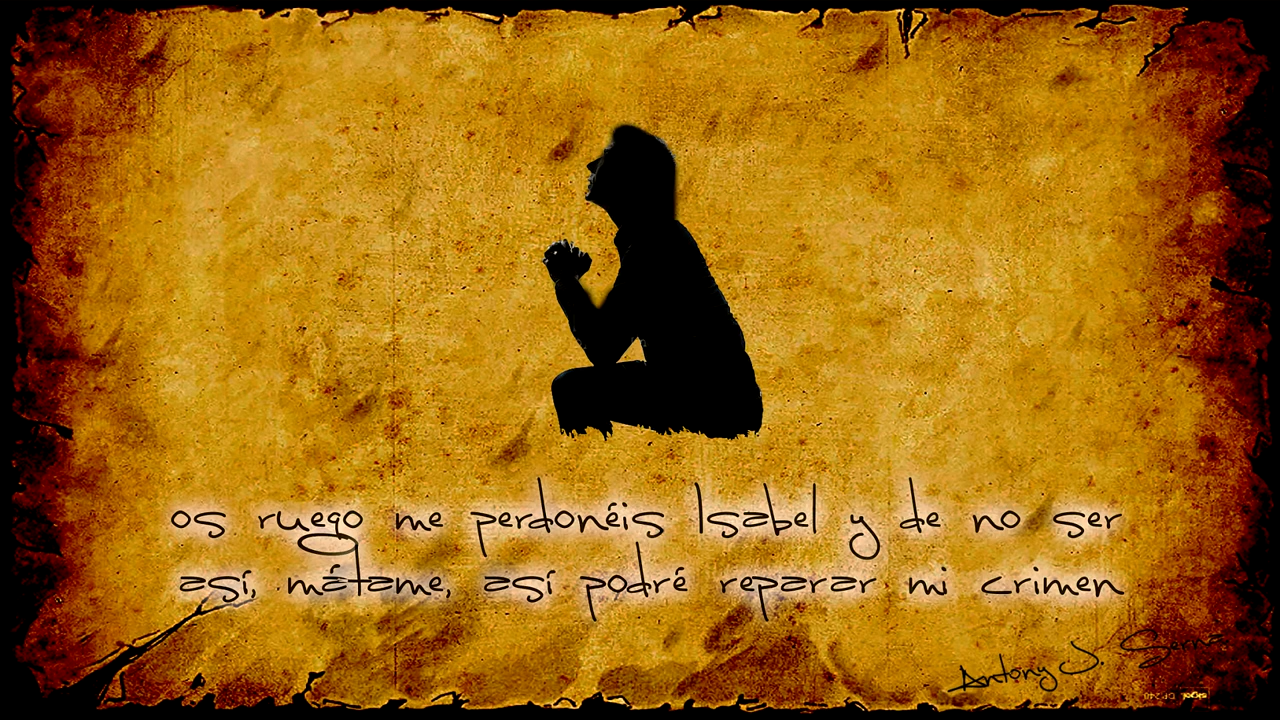 os ruego me perdonéis Isabel y de no ser
así, mátame, así podré reparar mi crimen
Antony J. Serna